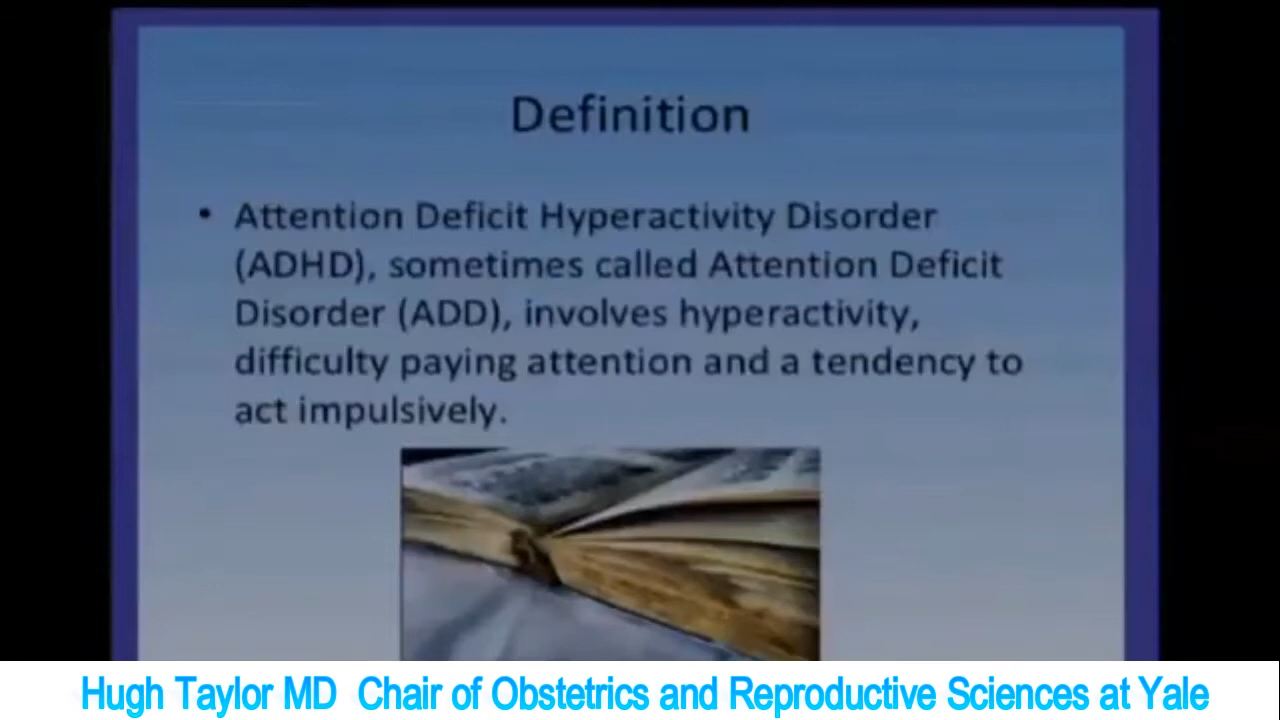 Definition
• Attention Deficit Hyperactivity Disorder
(ADHD), sometimes called Attention Deficit
Disorder (ADD), involves hyperactivity,
difficulty paying attention and a tendency to
act impulsively.
Hugh Taylor MD  Chair of Obstetrics and Reproductive Sciences at Yale